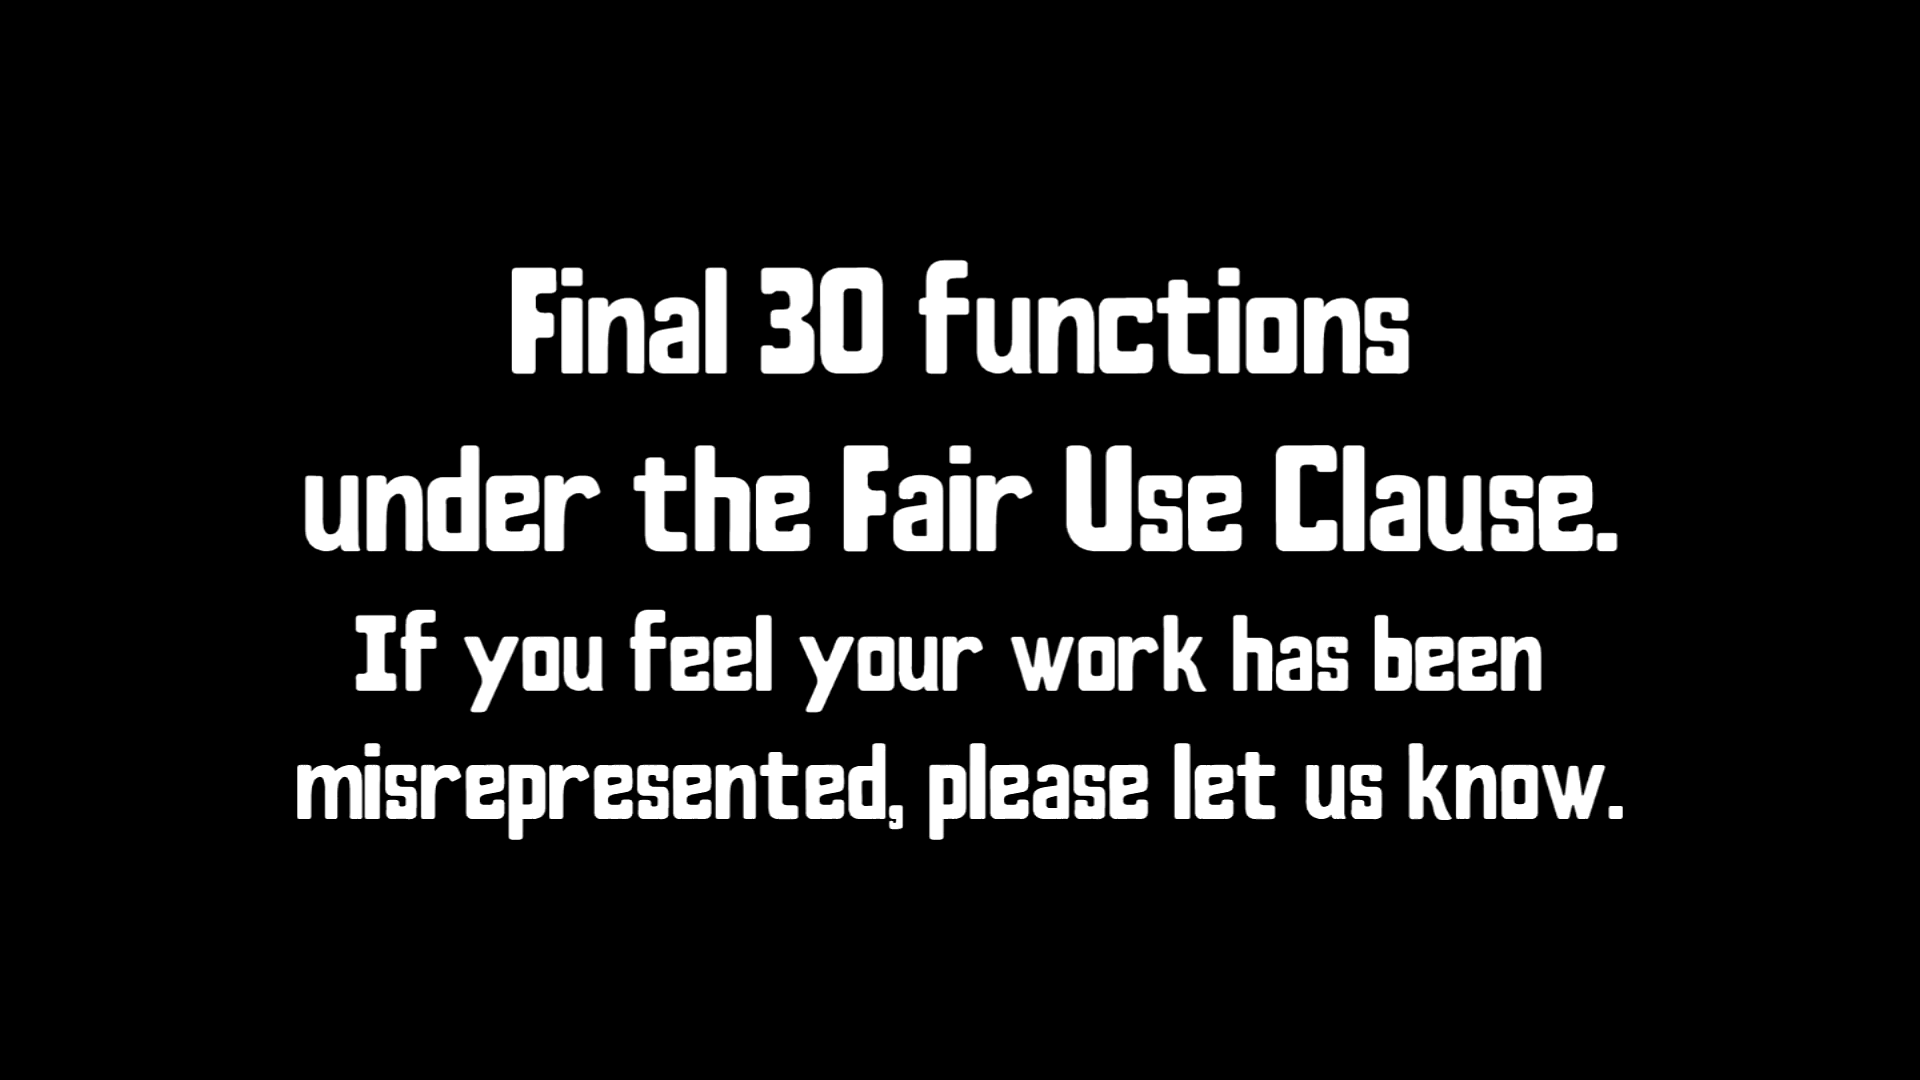 Final 30 functions
under the Fair Use Clause.
If you feel your work has been
misrepresented, please let us know.